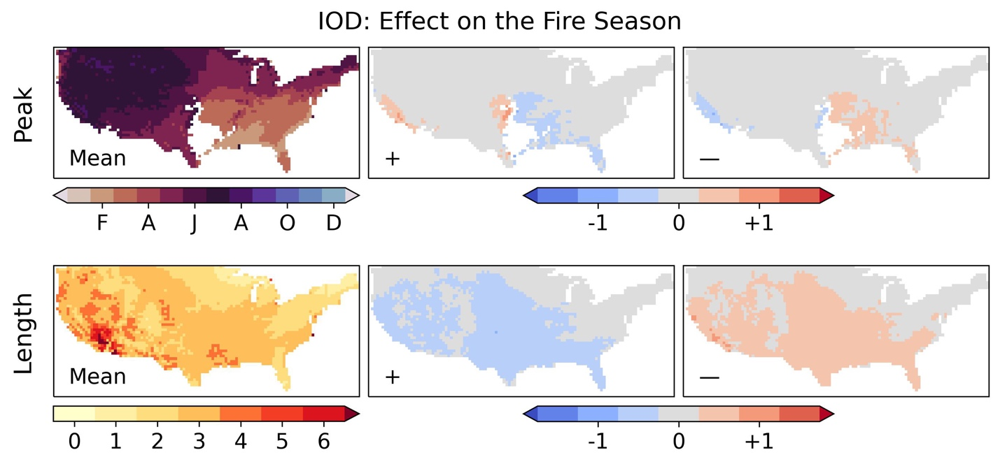 IOD: Effect on the Fire Season
Peak
Mean
+
—
F A J A O D
-1 0 +1
Length
Mean
+
—
0 1 2 3 4 5 6
-1 0 +1